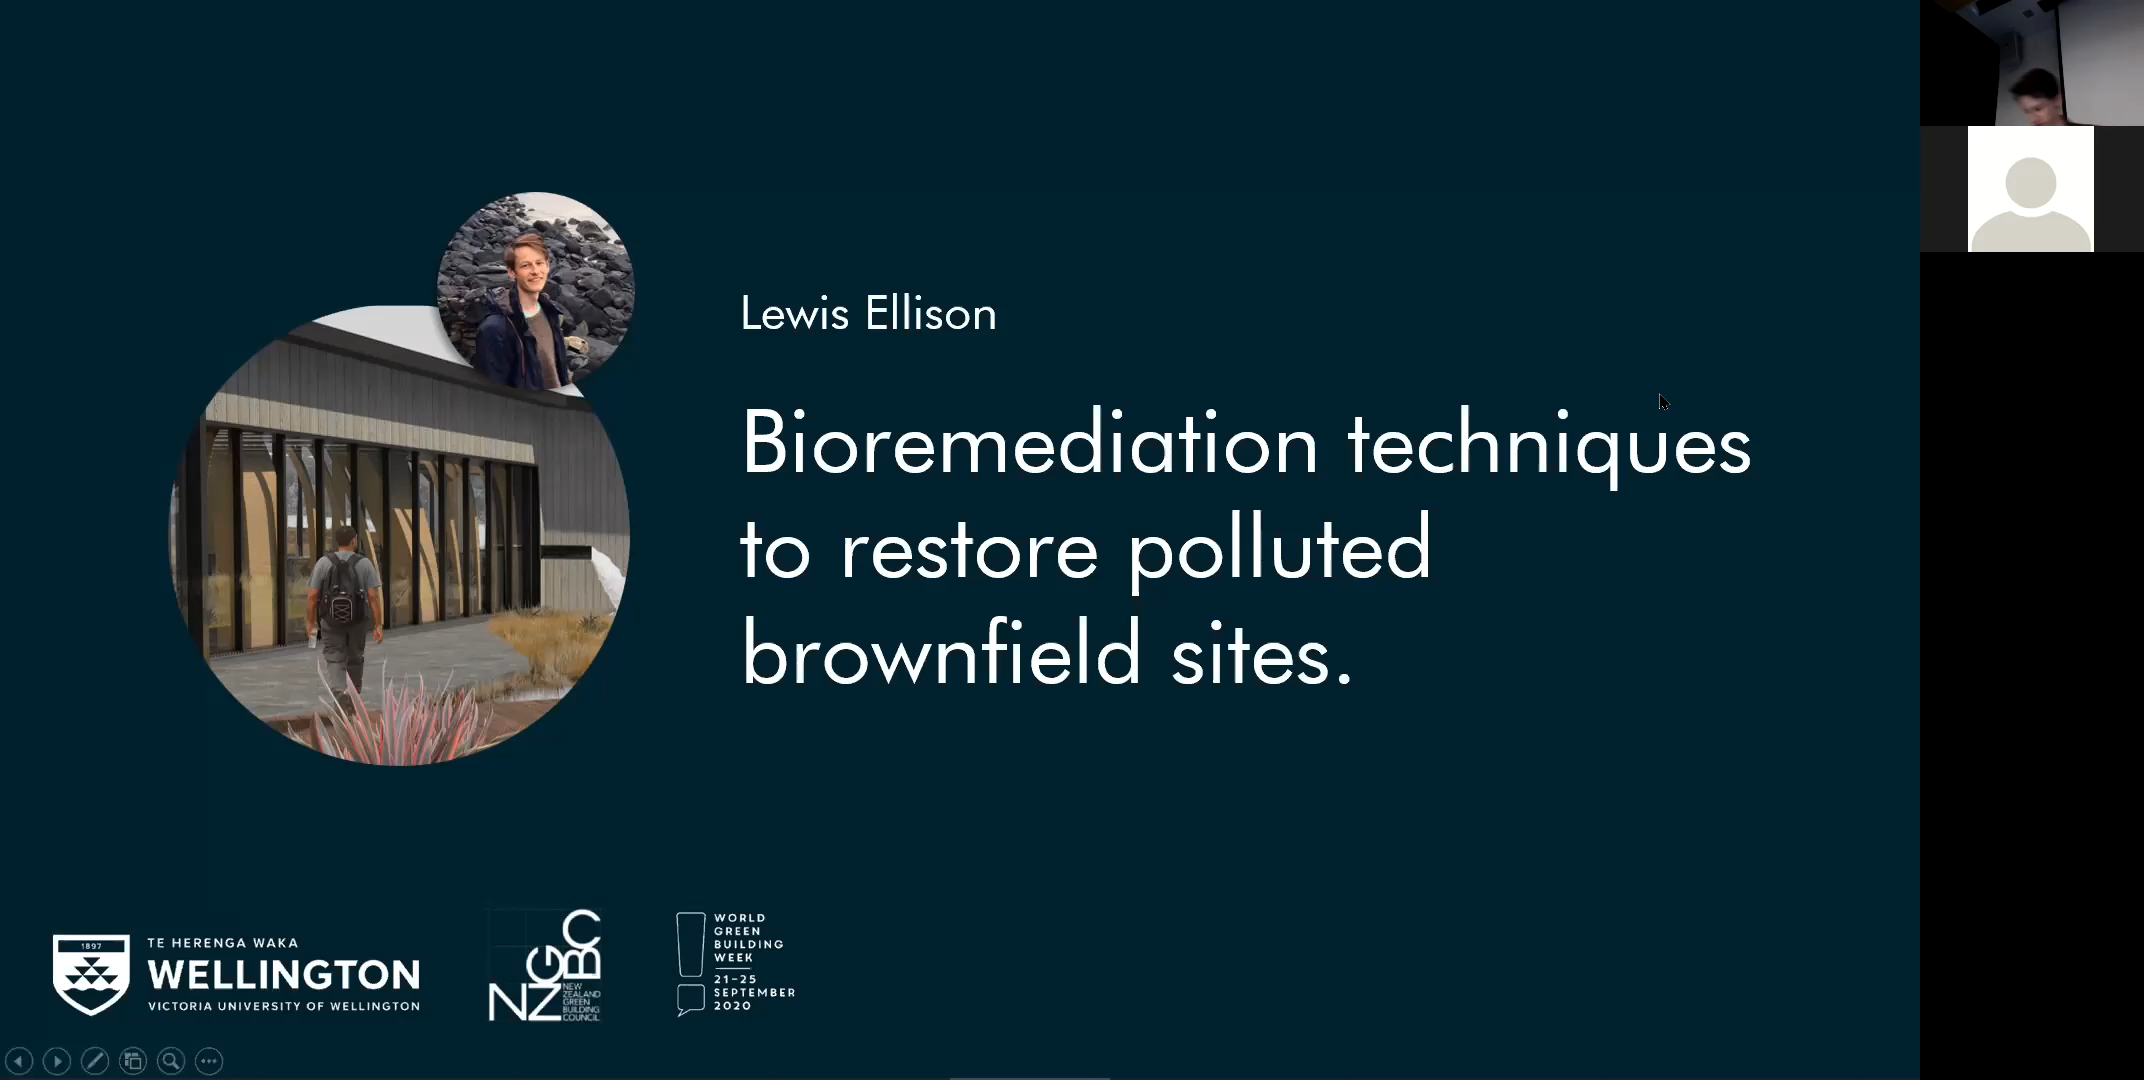 Lewis Ellison
Bioremediation techniques
to restore polluted
brownfield sites.
1897
TE HERENGA WAKA
WELLINGTON
VICTORIA UNIVERSITY OF WELLINGTON
NZGBC
NEW
ZEALAND
GREEN
BUILDING
COUNCIL
WORLD
GREEN
BUILDING
WEEK
21–25
SEPTEMBER
2020